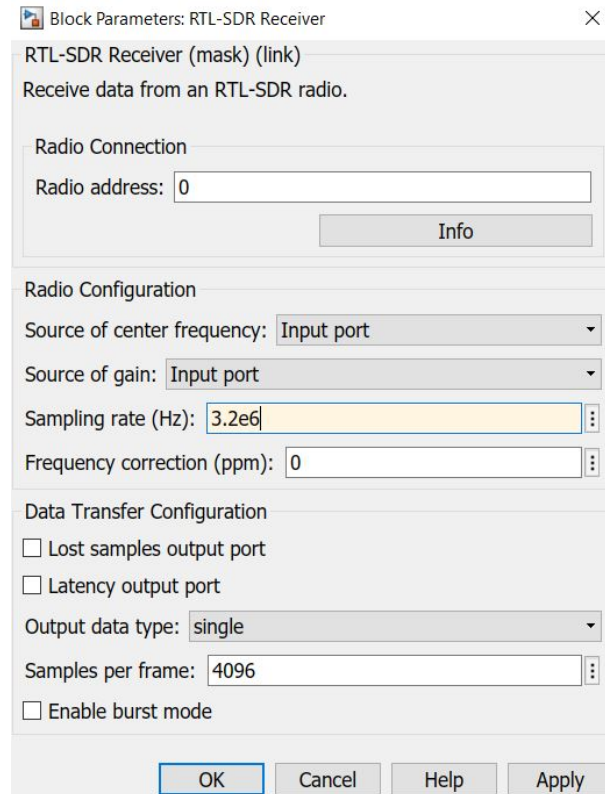 Block Parameters: RTL-SDR Receiver
RTL-SDR Receiver (mask) (link)
Receive data from an RTL-SDR radio.
Radio Connection
Radio address: 0
Info
Radio Configuration
Source of center frequency: Input port
Source of gain: Input port
Sampling rate (Hz): 3.2e6
Frequency correction (ppm): 0
Data Transfer Configuration
Lost samples output port
Latency output port
Output data type: single
Samples per frame: 4096
Enable burst mode
OK Cancel Help Apply